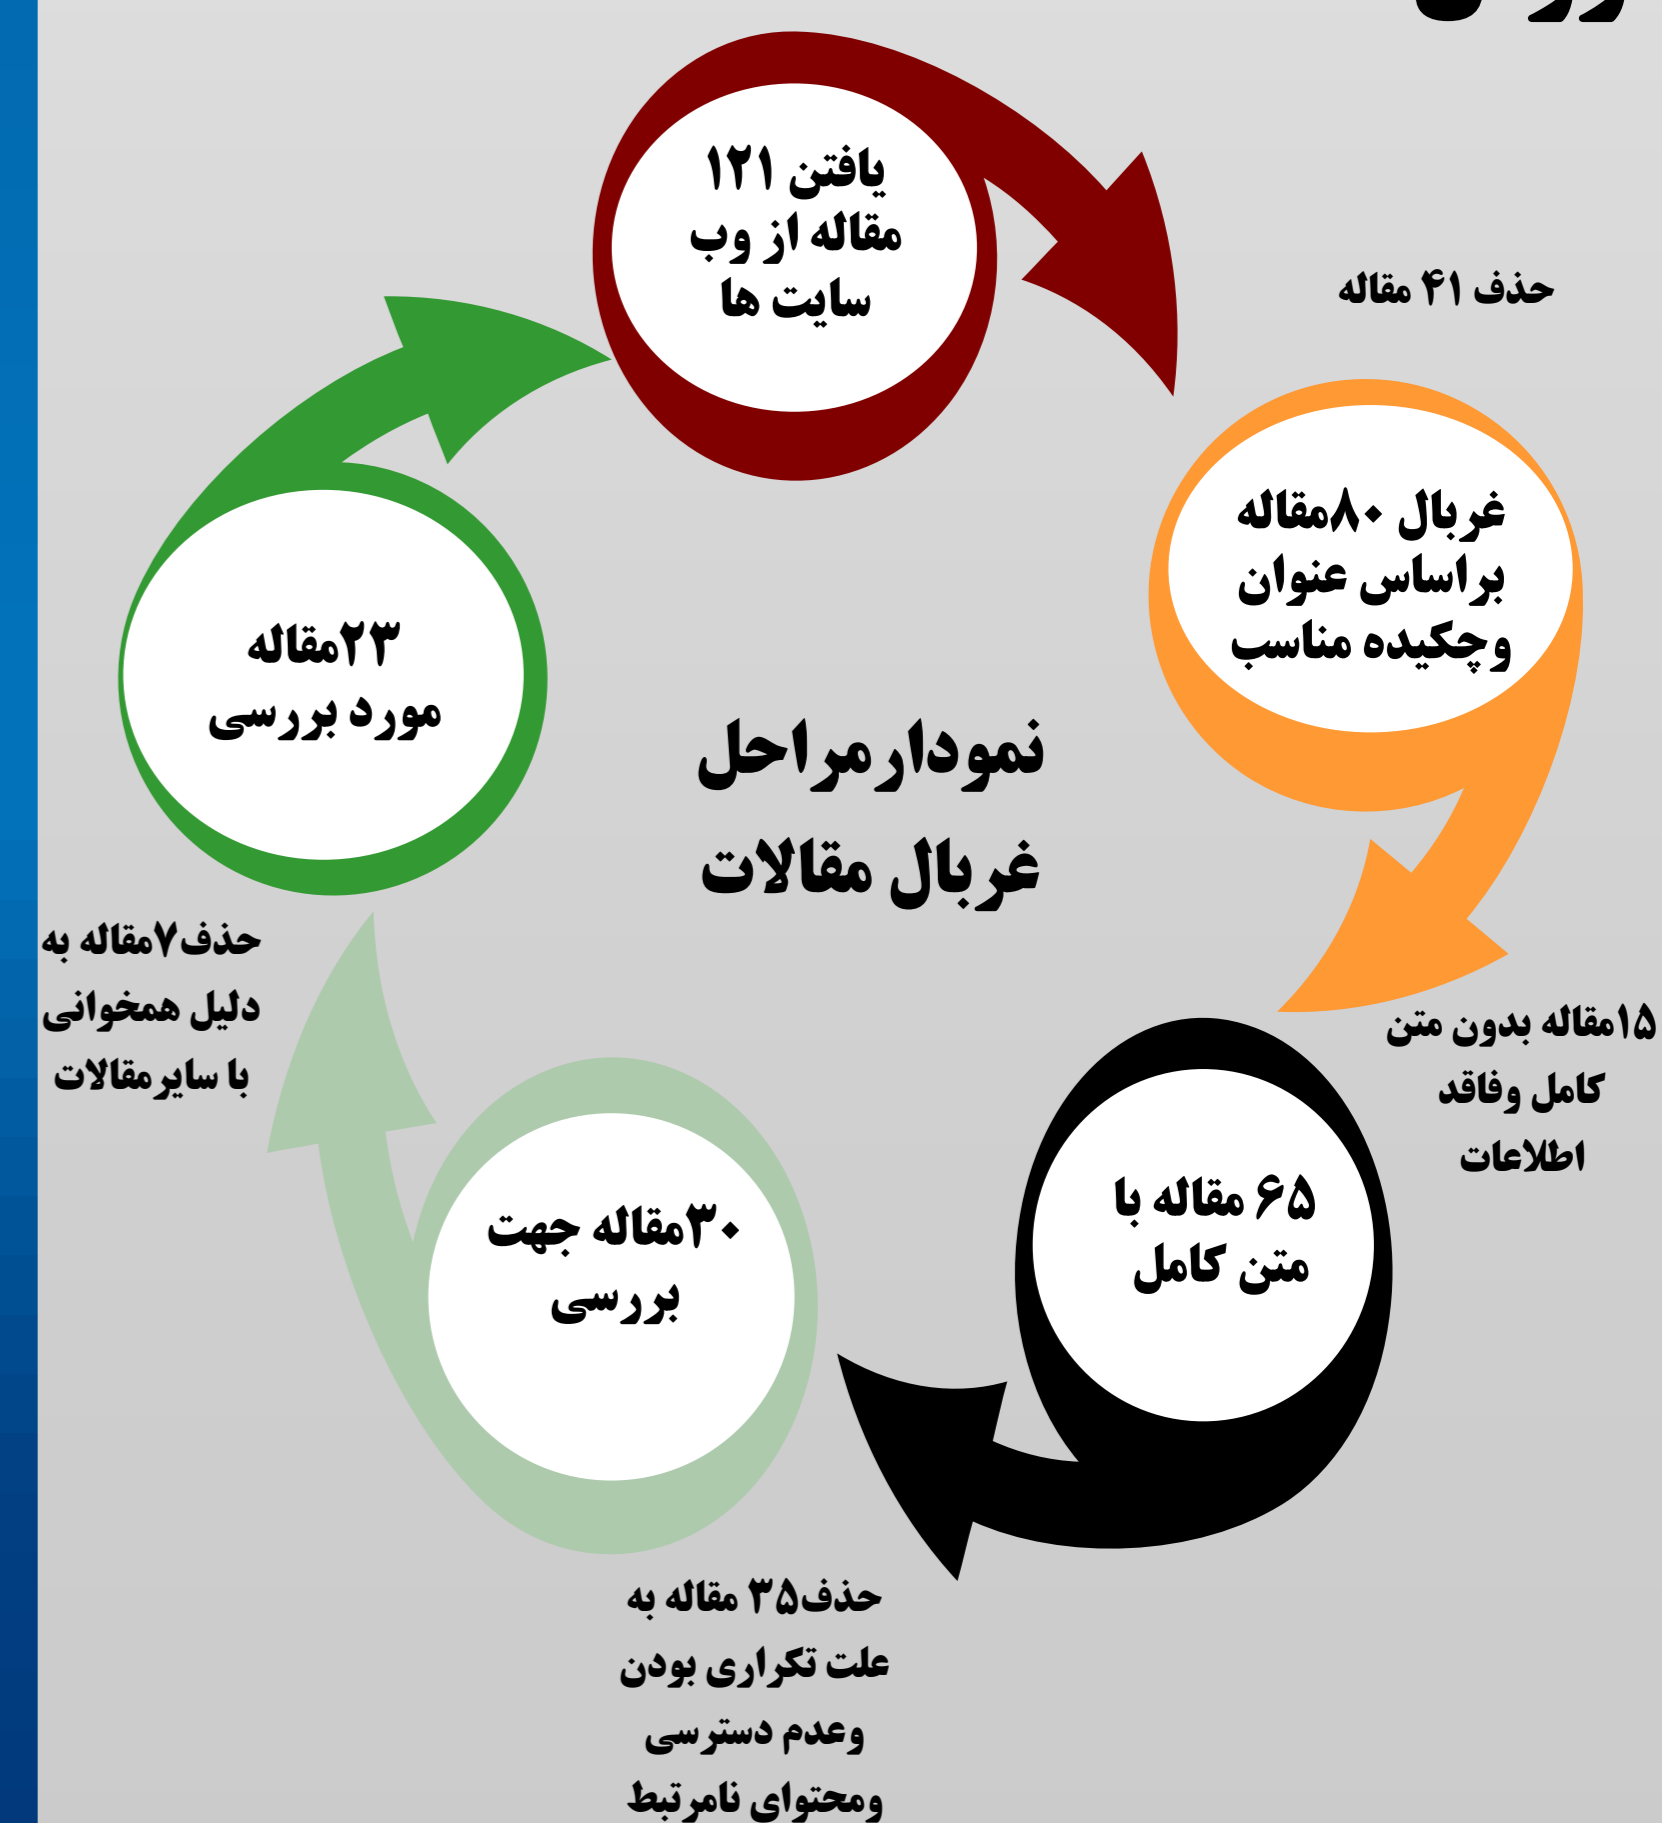 یافتن ۱۲۱
مقاله از وب
سایت ها
حذف ۴۱ مقاله
غربال ۸۰مقاله
براساس عنوان
وچکیده مناسب
۱۵مقاله بدون متن
کامل وفاقد
اطلاعات
۶۵ مقاله با
متن کامل
حذف۳۵ مقاله به
علت تکراری بودن
وعدم دسترسی
ومحتوای نامرتبط
۳۰مقاله جهت
بررسی
حذف۷مقاله به
دلیل همخوانی
با سایرمقالات
۲۳مقاله
مورد بررسی
نمودارمراحل
غربال مقالات